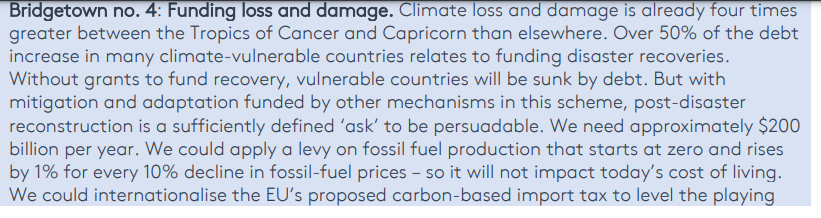 Bridgetown no. 4: Funding loss and damage. Climate loss and damage is already four times
greater between the Tropics of Cancer and Capricorn than elsewhere. Over 50% of the debt
increase in many climate-vulnerable countries relates to funding disaster recoveries.
Without grants to fund recovery, vulnerable countries will be sunk by debt. But with
mitigation and adaptation funded by other mechanisms in this scheme, post-disaster
reconstruction is a sufficiently defined ‘ask’ to be persuadable. We need approximately $200
billion per year. We could apply a levy on fossil fuel production that starts at zero and rises
by 1% for every 10% decline in fossil-fuel prices – so it will not impact today’s cost of living.
We could internationalise the EU’s proposed carbon-based import tax to level the playing